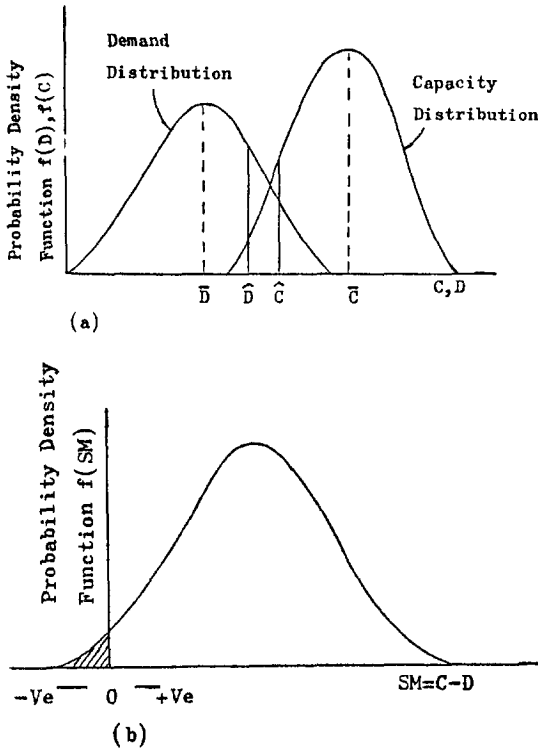 Probability Density
Function f(D),f(C)
Demand
Distribution
Capacity
Distribution
D̅ D̂ Ĉ C̅ C,D
(a)
Probability Density
Function f(SM)
-Ve 0 +Ve SM=C-D
(b)